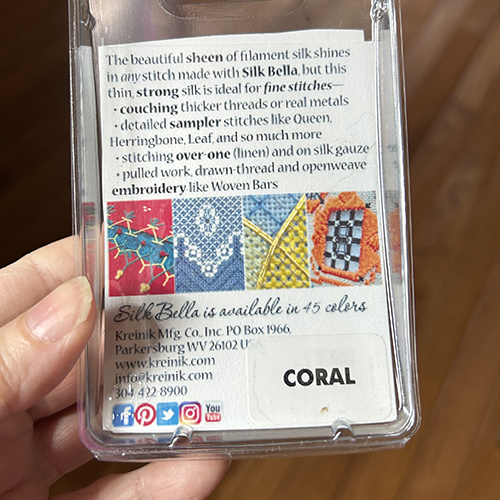 The beautiful sheen of filament silk shines
in any stitch made with Silk Bella, but this
thin, strong silk is ideal for fine stitches—
• couching thicker threads or real metals
• detailed sampler stitches like Queen,
Herringbone, Leaf, and so much more
• stitching over-one (linen) and on silk gauze
• pulled work, drawn-thread and openweave
embroidery like Woven Bars
Silk Bella is available in 45 colors
Kreinik Mfg. Co., Inc. PO Box 1966,
Parkersburg WV 26102 USA
www.kreinik.com
info@kreinik.com
304 422 8900
CORAL
You Tube